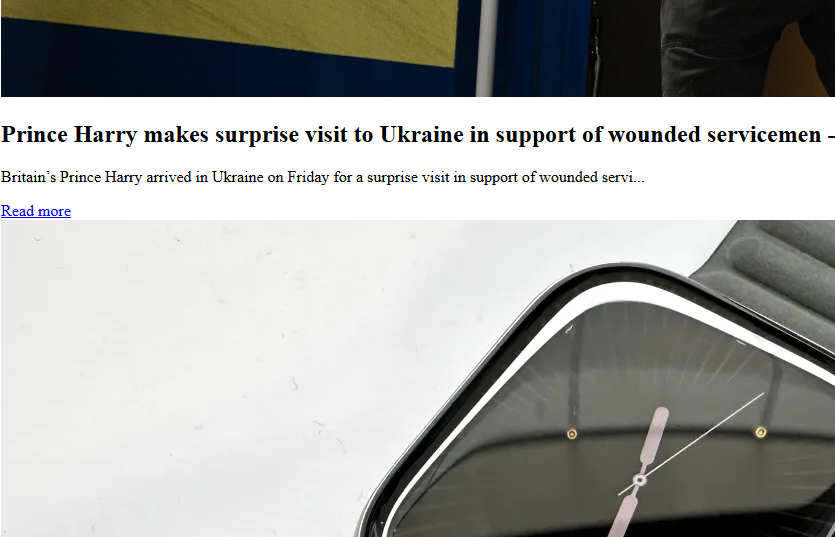 Prince Harry makes surprise visit to Ukraine in support of wounded servicemen -
Britain’s Prince Harry arrived in Ukraine on Friday for a surprise visit in support of wounded servi...
Read more